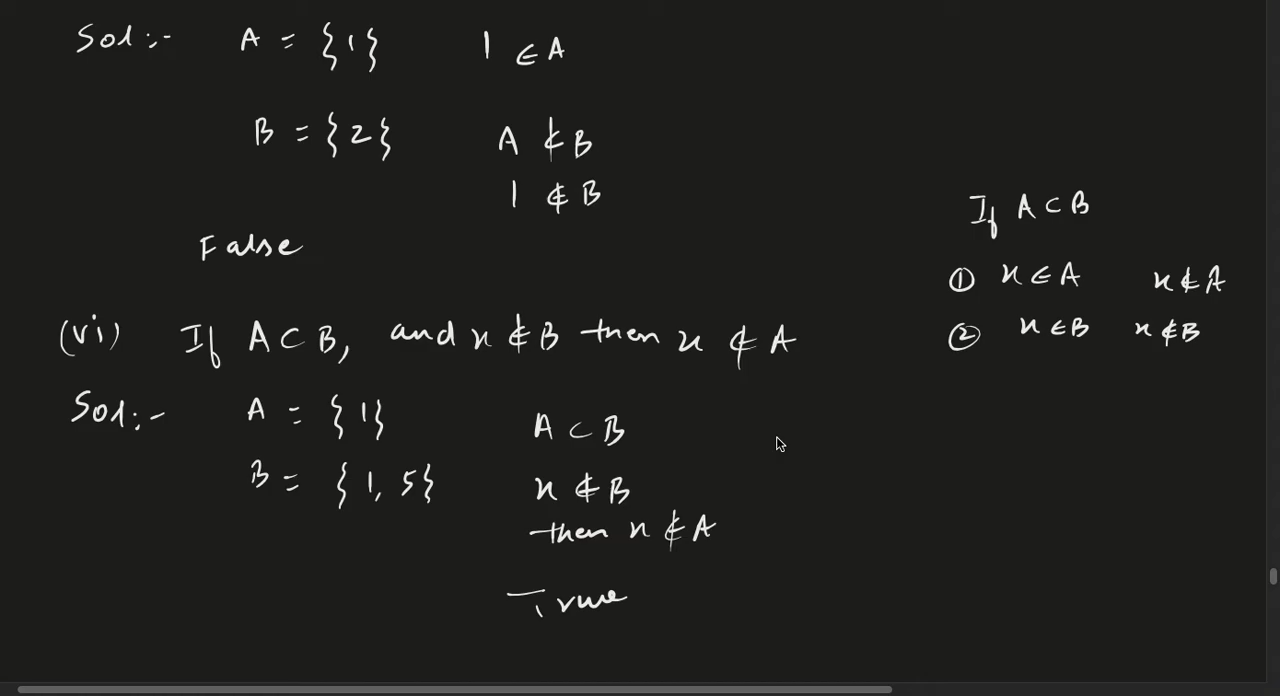 Sol :- A = {1} 1 ∈ A
B = {2} A ⊄ B
1 ∉ B
False
(vi) If A ⊂ B, and x ∉ B then x ∉ A
Sol :- A = {1} A ⊂ B
B = {1, 5} x ∉ B
then x ∉ A
True
If A ⊂ B
① x ∈ A x ∉ A
② x ∈ B x ∉ B